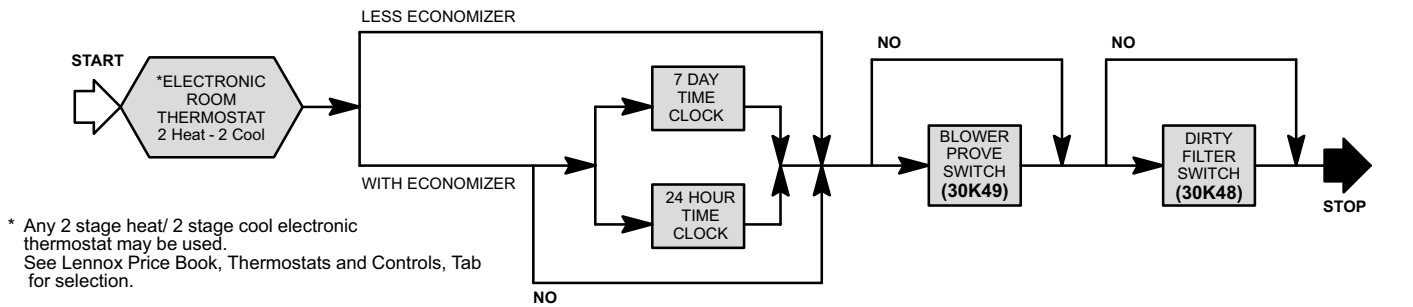 LESS ECONOMIZER
START
*ELECTRONIC
ROOM
THERMOSTAT
2 Heat - 2 Cool
7 DAY
TIME
CLOCK
WITH ECONOMIZER
24 HOUR
TIME
CLOCK
NO
NO
BLOWER
PROVE
SWITCH
(30K49)
NO
DIRTY
FILTER
SWITCH
(30K48)
STOP
* Any 2 stage heat/ 2 stage cool electronic
thermostat may be used.
See Lennox Price Book, Thermostats and Controls, Tab
for selection.